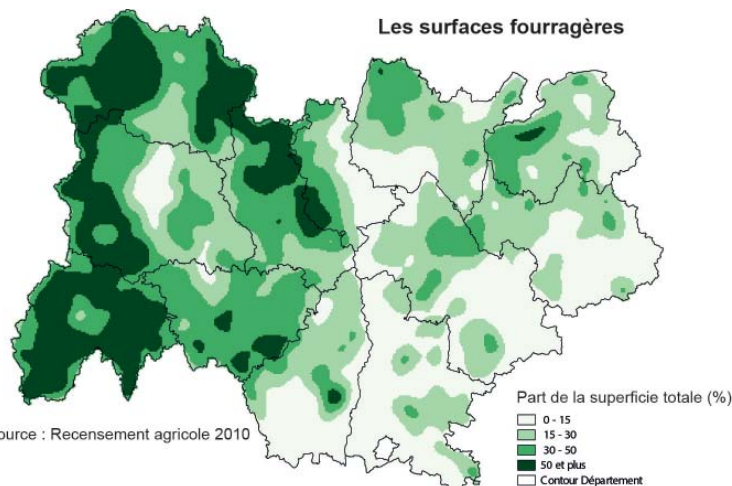 Les surfaces fourragères
Part de la superficie totale (%)
0 - 15
15 - 30
30 - 50
50 et plus
Contour Département
ource : Recensement agricole 2010